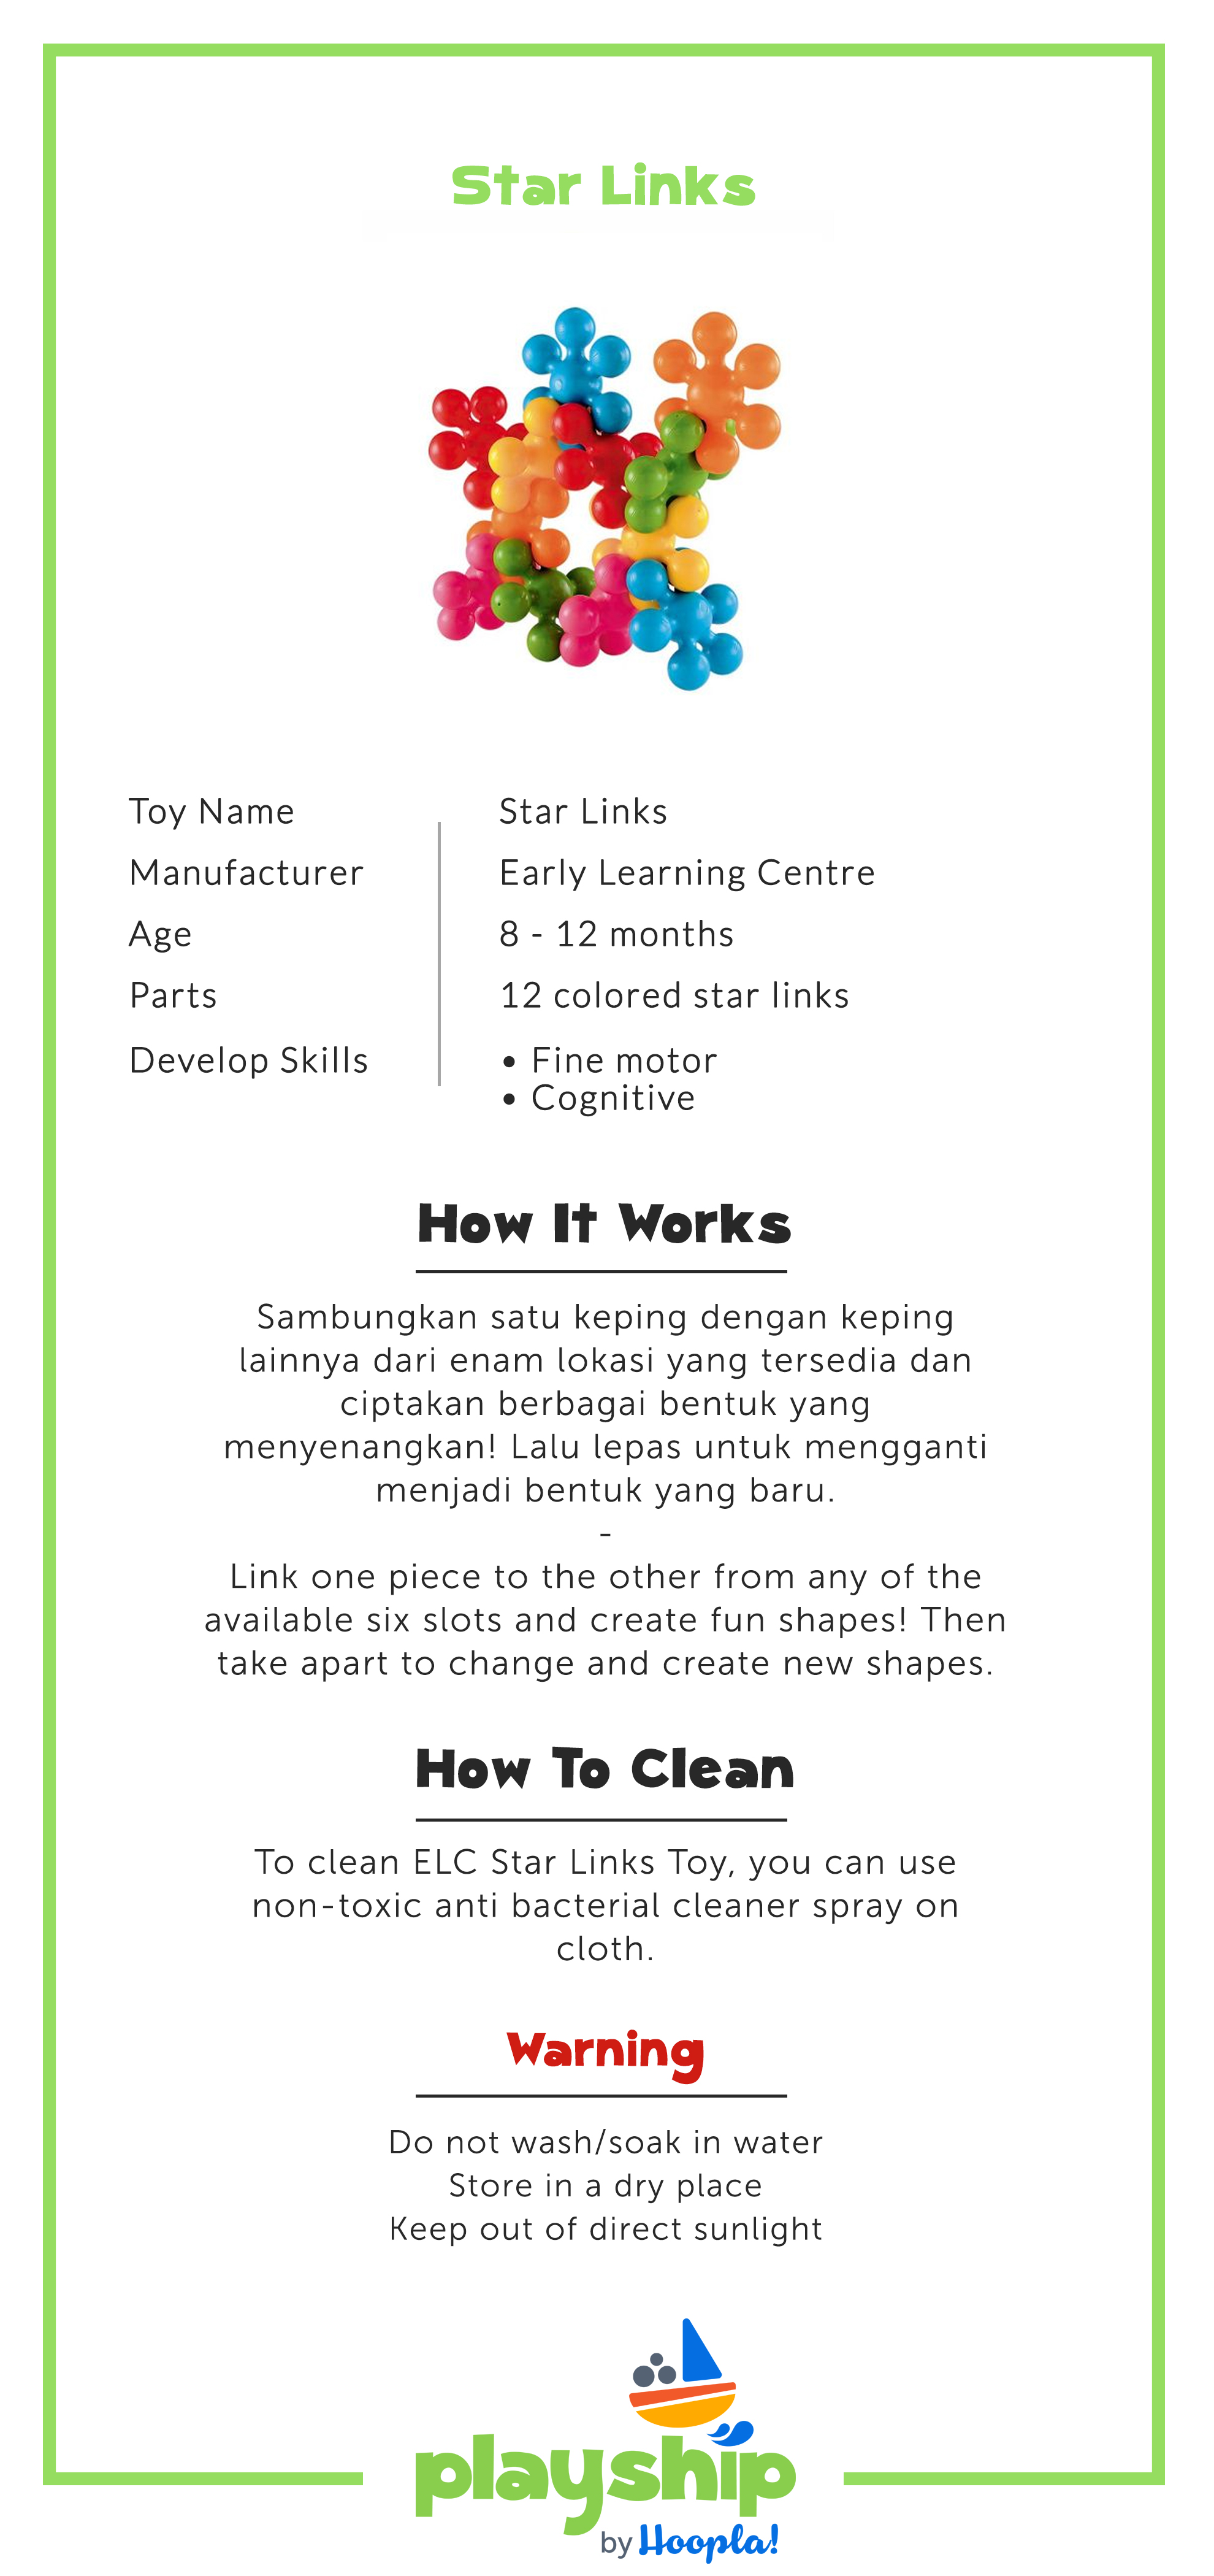 Star Links
Toy Name
Star Links
Manufacturer
Early Learning Centre
Age
8 - 12 months
Parts
12 colored star links
Develop Skills
• Fine motor
• Cognitive
How It Works
Sambungkan satu keping dengan keping
lainnya dari enam lokasi yang tersedia dan
ciptakan berbagai bentuk yang
menyenangkan! Lalu lepas untuk mengganti
menjadi bentuk yang baru.
-
Link one piece to the other from any of the
available six slots and create fun shapes! Then
take apart to change and create new shapes.
How To Clean
To clean ELC Star Links Toy, you can use
non-toxic anti bacterial cleaner spray on
cloth.
Warning
Do not wash/soak in water
Store in a dry place
Keep out of direct sunlight
playship
by Hoopla!